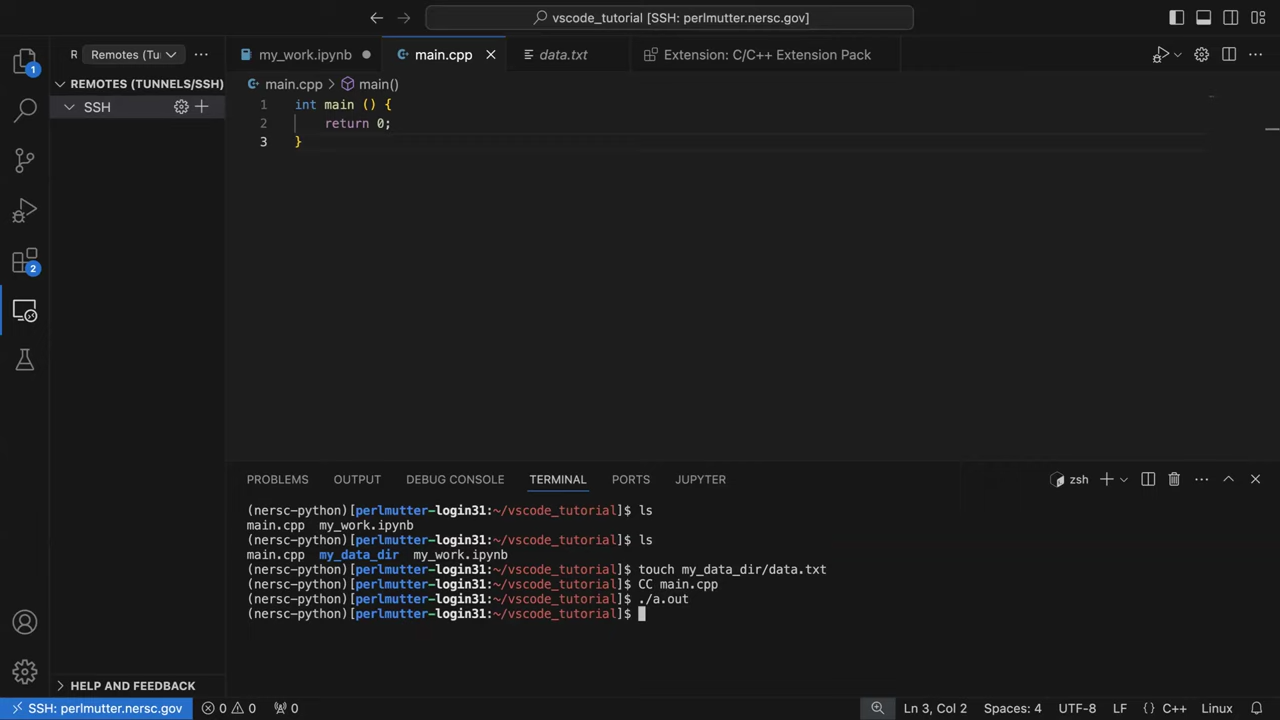 vscode_tutorial [SSH: perlmutter.nersc.gov]
R Remotes (Tun
my_work.ipynb
main.cpp
data.txt
Extension: C/C++ Extension Pack
1
REMOTES (TUNNELS/SSH)
SSH
main.cpp > main()
1 int main () {
2 return 0;
3 }
2
PROBLEMS OUTPUT DEBUG CONSOLE TERMINAL PORTS JUPYTER
zsh
(nersc-python)[perlmutter-login31:~/vscode_tutorial]$ ls
main.cpp my_work.ipynb
(nersc-python)[perlmutter-login31:~/vscode_tutorial]$ ls
main.cpp my_data_dir my_work.ipynb
(nersc-python)[perlmutter-login31:~/vscode_tutorial]$ touch my_data_dir/data.txt
(nersc-python)[perlmutter-login31:~/vscode_tutorial]$ CC main.cpp
(nersc-python)[perlmutter-login31:~/vscode_tutorial]$ ./a.out
(nersc-python)[perlmutter-login31:~/vscode_tutorial]$
HELP AND FEEDBACK
SSH: perlmutter.nersc.gov 0 0 0 Ln 3, Col 2 Spaces: 4 UTF-8 LF {} C++ Linux